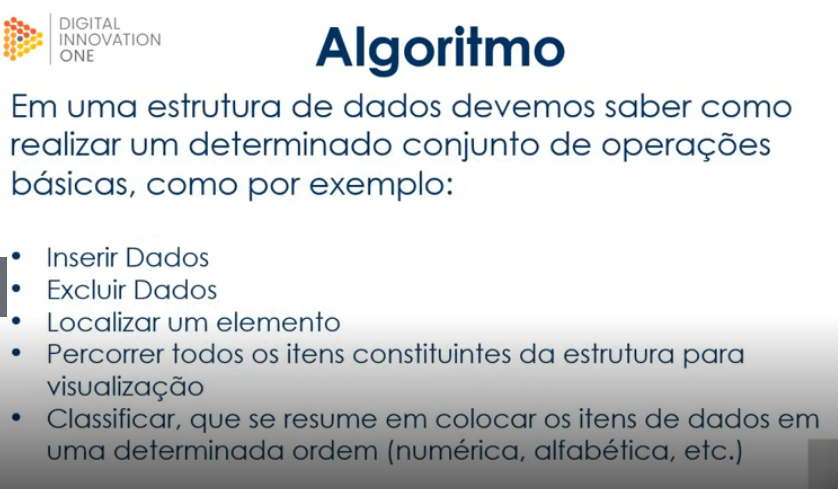 DIGITAL
INNOVATION
ONE
Algoritmo
Em uma estrutura de dados devemos saber como
realizar um determinado conjunto de operações
básicas, como por exemplo:
• Inserir Dados
• Excluir Dados
• Localizar um elemento
• Percorrer todos os itens constituintes da estrutura para
visualização
• Classificar, que se resume em colocar os itens de dados em
uma determinada ordem (numérica, alfabética, etc.)